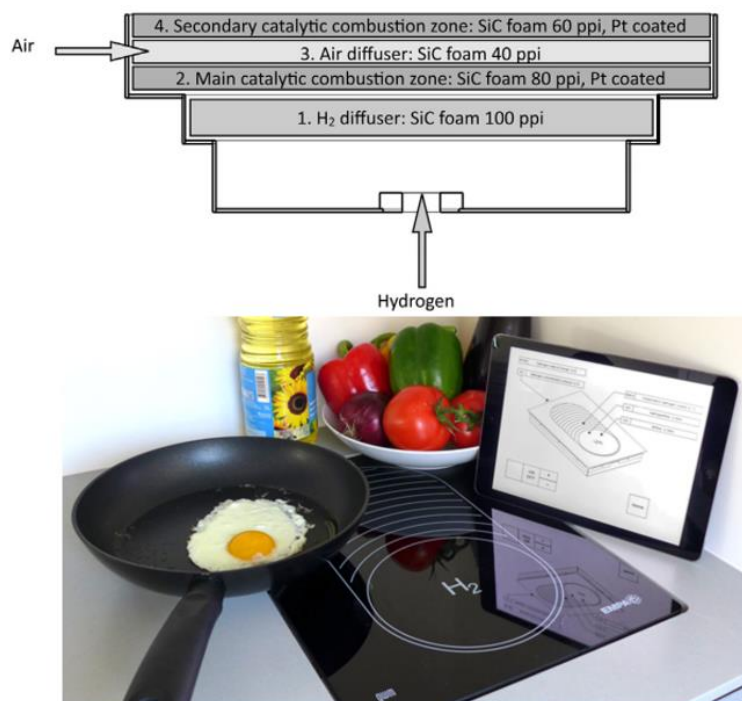 4. Secondary catalytic combustion zone: SiC foam 60 ppi, Pt coated
Air
3. Air diffuser: SiC foam 40 ppi
2. Main catalytic combustion zone: SiC foam 80 ppi, Pt coated
1. H₂ diffuser: SiC foam 100 ppi
Hydrogen
H₂
EMPA